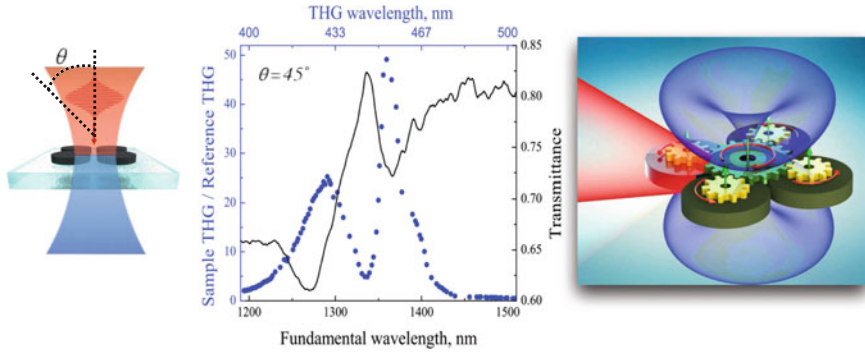 θ
THG wavelength, nm
400 433 467 500
Sample THG / Reference THG
50
40
30
20
10
0
θ=45°
0.85
0.80
0.75
0.70
0.65
0.60
Transmittance
1200 1300 1400 1500
Fundamental wavelength, nm